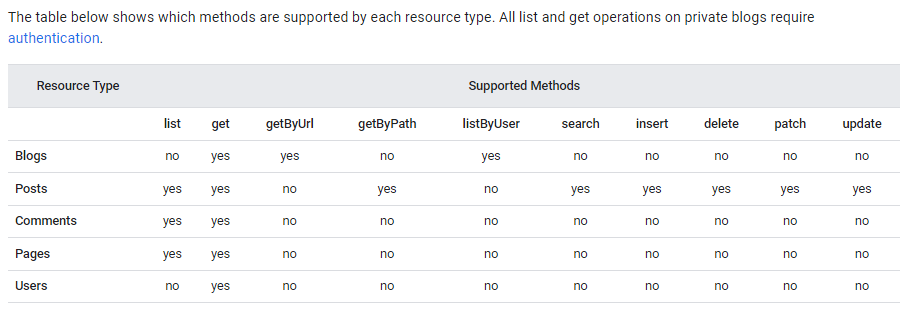 The table below shows which methods are supported by each resource type. All list and get operations on private blogs require
authentication.
Resource Type Supported Methods
list get getByUrl getByPath listByUser search insert delete patch update
Blogs no yes yes no yes no no no no no
Posts yes yes no yes no yes yes yes yes yes
Comments yes yes no no no no no no no no
Pages yes yes no no no no no no no no
Users no yes no no no no no no no no